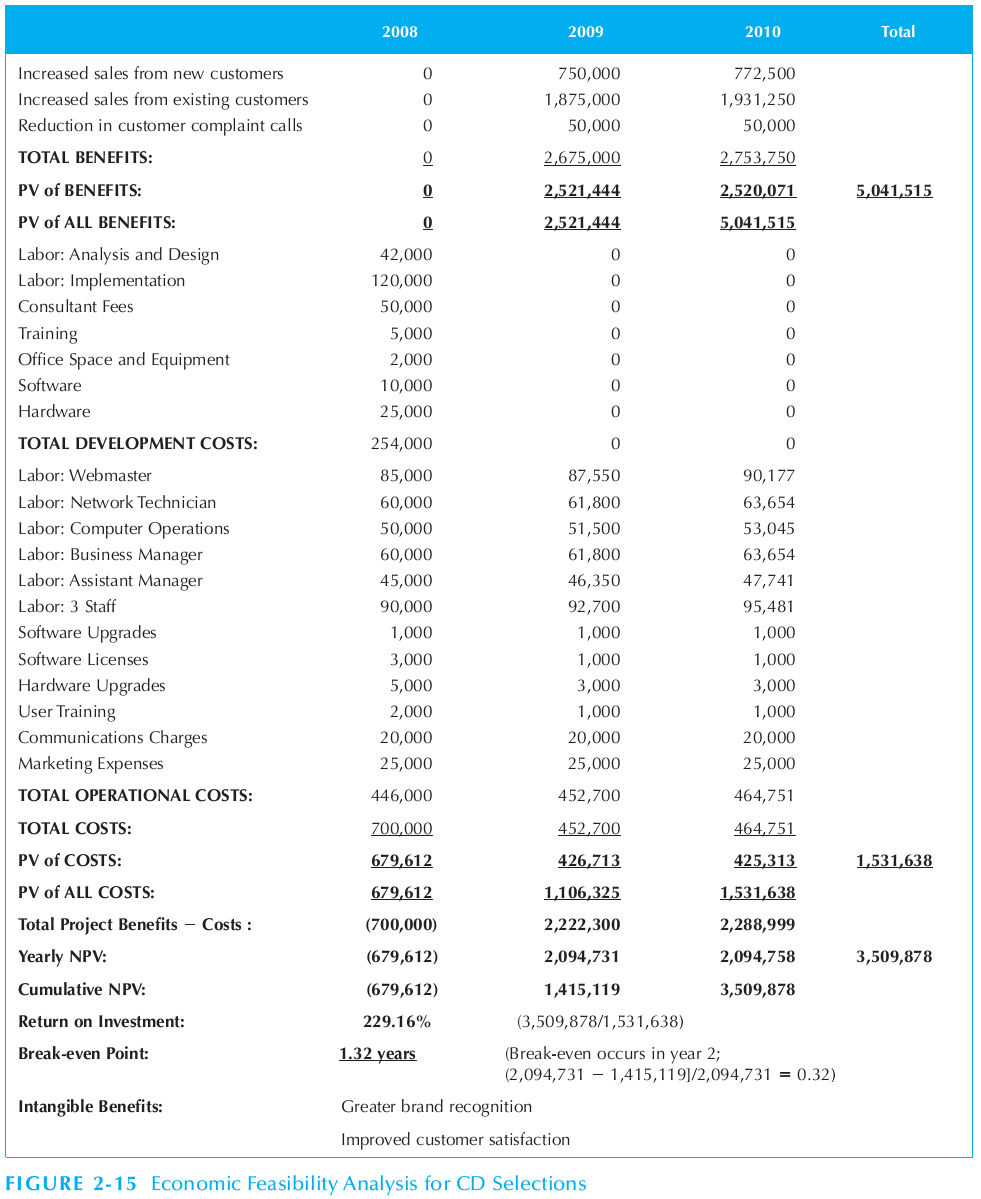 2008 2009 2010 Total
Increased sales from new customers 0 750,000 772,500
Increased sales from existing customers 0 1,875,000 1,931,250
Reduction in customer complaint calls 0 50,000 50,000
TOTAL BENEFITS: 0 2,675,000 2,753,750
PV of BENEFITS: 0 2,521,444 2,520,071 5,041,515
PV of ALL BENEFITS: 0 2,521,444 5,041,515
Labor: Analysis and Design 42,000 0 0
Labor: Implementation 120,000 0 0
Consultant Fees 50,000 0 0
Training 5,000 0 0
Office Space and Equipment 2,000 0 0
Software 10,000 0 0
Hardware 25,000 0 0
TOTAL DEVELOPMENT COSTS: 254,000 0 0
Labor: Webmaster 85,000 87,550 90,177
Labor: Network Technician 60,000 61,800 63,654
Labor: Computer Operations 50,000 51,500 53,045
Labor: Business Manager 60,000 61,800 63,654
Labor: Assistant Manager 45,000 46,350 47,741
Labor: 3 Staff 90,000 92,700 95,481
Software Upgrades 1,000 1,000 1,000
Software Licenses 3,000 1,000 1,000
Hardware Upgrades 5,000 3,000 3,000
User Training 2,000 1,000 1,000
Communications Charges 20,000 20,000 20,000
Marketing Expenses 25,000 25,000 25,000
TOTAL OPERATIONAL COSTS: 446,000 452,700 464,751
TOTAL COSTS: 700,000 452,700 464,751
PV of COSTS: 679,612 426,713 425,313 1,531,638
PV of ALL COSTS: 679,612 1,106,325 1,531,638
Total Project Benefits − Costs : (700,000) 2,222,300 2,288,999
Yearly NPV: (679,612) 2,094,731 2,094,758 3,509,878
Cumulative NPV: (679,612) 1,415,119 3,509,878
Return on Investment: 229.16% (3,509,878/1,531,638)
Break-even Point: 1.32 years (Break-even occurs in year 2;
(2,094,731 − 1,415,119]/2,094,731 = 0.32)
Intangible Benefits: Greater brand recognition
Improved customer satisfaction
FIGURE 2-15 Economic Feasibility Analysis for CD Selections